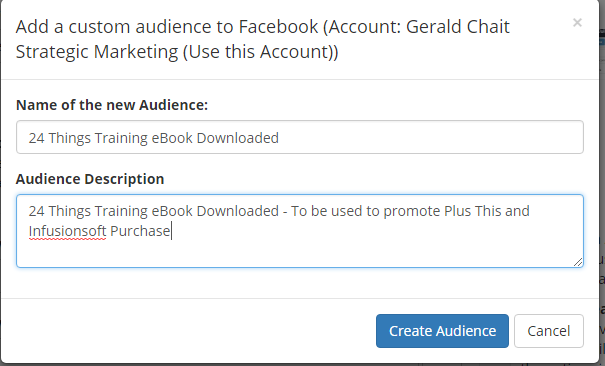 Add a custom audience to Facebook (Account: Gerald Chait
Strategic Marketing (Use this Account))
×
Name of the new Audience:
24 Things Training eBook Downloaded
Audience Description
24 Things Training eBook Downloaded - To be used to promote Plus This and
Infusionsoft Purchase
Create Audience
Cancel